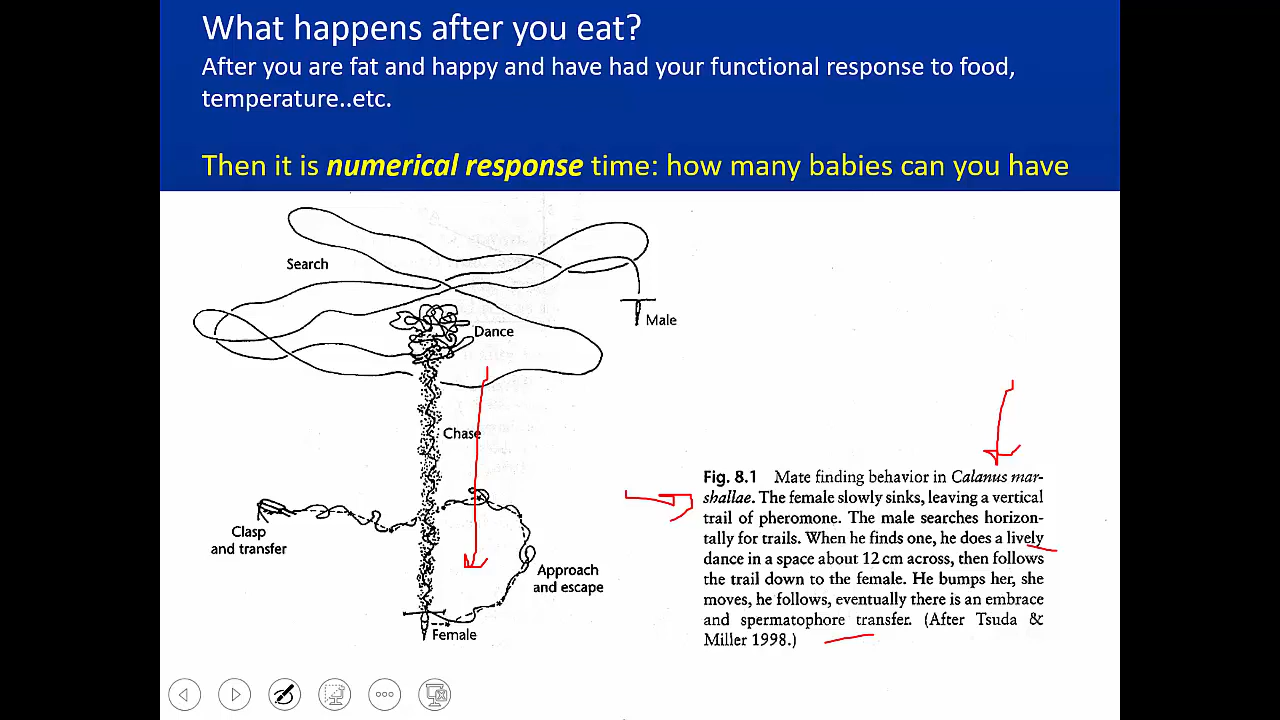 What happens after you eat?
After you are fat and happy and have had your functional response to food,
temperature..etc.
Then it is numerical response time: how many babies can you have
Search
Male
Dance
Chase
Clasp
and transfer
Approach
and escape
Female
Fig. 8.1 Mate finding behavior in Calanus mar-
shallae. The female slowly sinks, leaving a vertical
trail of pheromone. The male searches horizon-
tally for trails. When he finds one, he does a lively
dance in a space about 12 cm across, then follows
the trail down to the female. He bumps her, she
moves, he follows, eventually there is an embrace
and spermatophore transfer. (After Tsuda &
Miller 1998.)